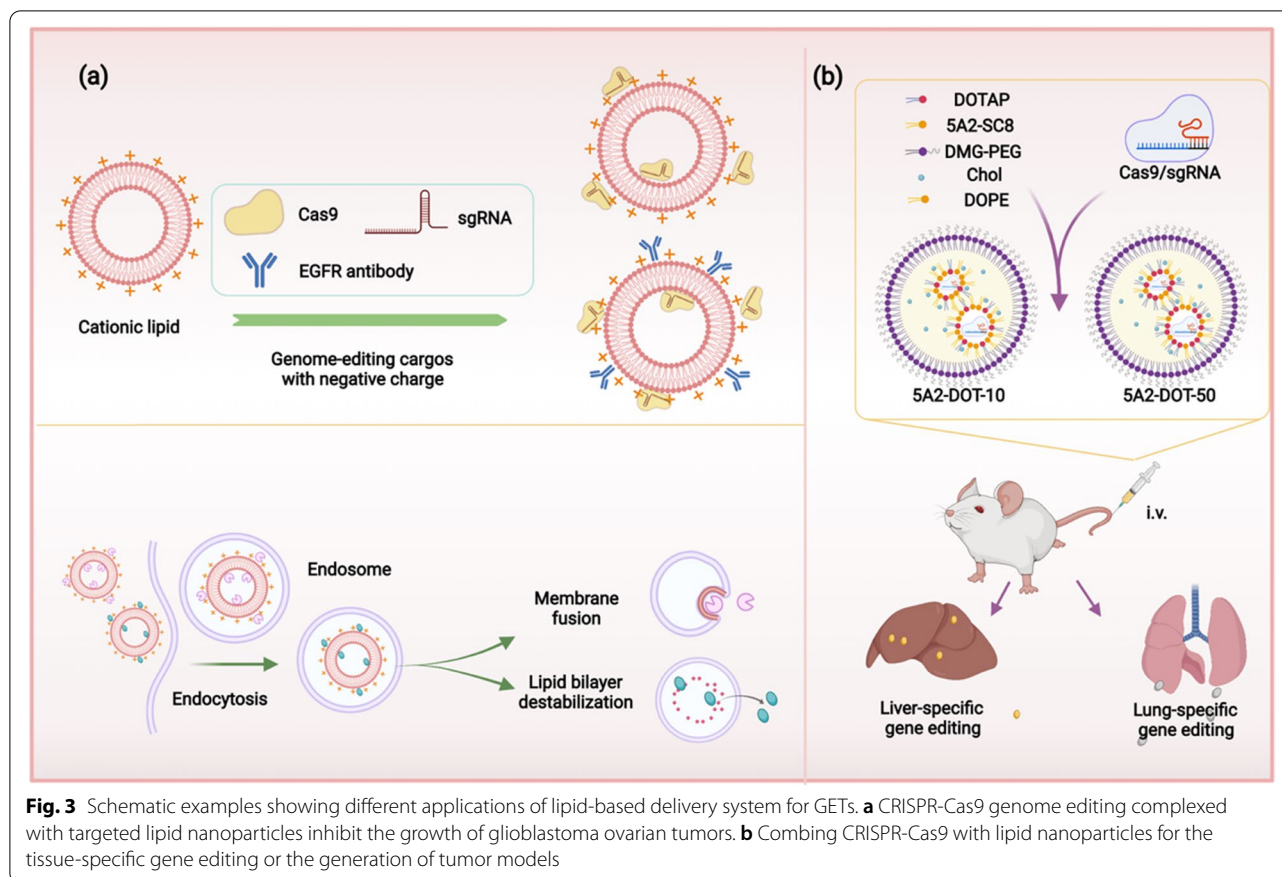 (a)
Cas9
sgRNA
EGFR antibody
Cationic lipid
Genome-editing cargos
with negative charge
Endosome
Endocytosis
Membrane
fusion
Lipid bilayer
destabilization
(b)
DOTAP
5A2-SC8
DMG-PEG
Chol
DOPE
Cas9/sgRNA
5A2-DOT-10
5A2-DOT-50
i.v.
Liver-specific
gene editing
Lung-specific
gene editing
Fig. 3 Schematic examples showing different applications of lipid-based delivery system for GETs. a CRISPR-Cas9 genome editing complexed
with targeted lipid nanoparticles inhibit the growth of glioblastoma ovarian tumors. b Combing CRISPR-Cas9 with lipid nanoparticles for the
tissue-specific gene editing or the generation of tumor models